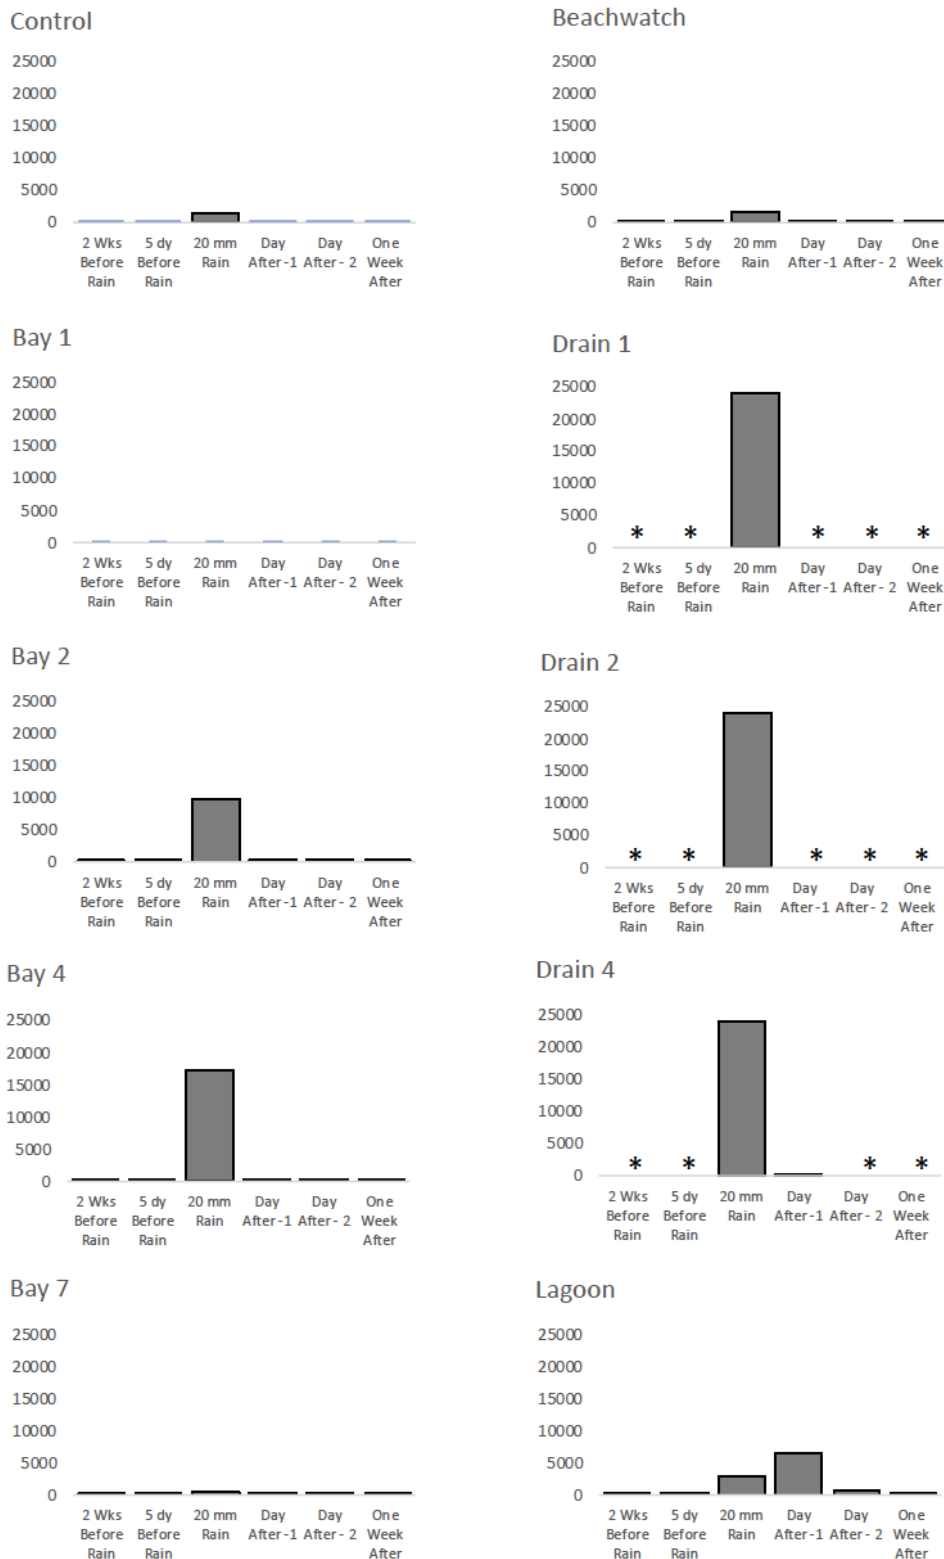 Control
25000
20000
15000
10000
5000
0
2 Wks 5 dy 20 mm Day Day One
Before Before Rain After-1 After- 2 Week
Rain Rain After
Beachwatch
25000
20000
15000
10000
5000
0
2 Wks 5 dy 20 mm Day Day One
Before Before Rain After-1 After- 2 Week
Rain Rain After
Bay 1
25000
20000
15000
10000
5000
0
2 Wks 5 dy 20 mm Day Day One
Before Before Rain After-1 After- 2 Week
Rain Rain After
Drain 1
25000
20000
15000
10000
5000
0
* * * * *
2 Wks 5 dy 20 mm Day Day One
Before Before Rain After-1 After- 2 Week
Rain Rain After
Bay 2
25000
20000
15000
10000
5000
0
2 Wks 5 dy 20 mm Day Day One
Before Before Rain After-1 After- 2 Week
Rain Rain After
Drain 2
25000
20000
15000
10000
5000
0
* * * * *
2 Wks 5 dy 20 mm Day Day One
Before Before Rain After-1 After- 2 Week
Rain Rain After
Bay 4
25000
20000
15000
10000
5000
0
2 Wks 5 dy 20 mm Day Day One
Before Before Rain After-1 After- 2 Week
Rain Rain After
Drain 4
25000
20000
15000
10000
5000
0
* * * *
2 Wks 5 dy 20 mm Day Day One
Before Before Rain After-1 After- 2 Week
Rain Rain After
Bay 7
25000
20000
15000
10000
5000
0
2 Wks 5 dy 20 mm Day Day One
Before Before Rain After-1 After- 2 Week
Rain Rain After
Lagoon
25000
20000
15000
10000
5000
0
2 Wks 5 dy 20 mm Day Day One
Before Before Rain After-1 After- 2 Week
Rain Rain After